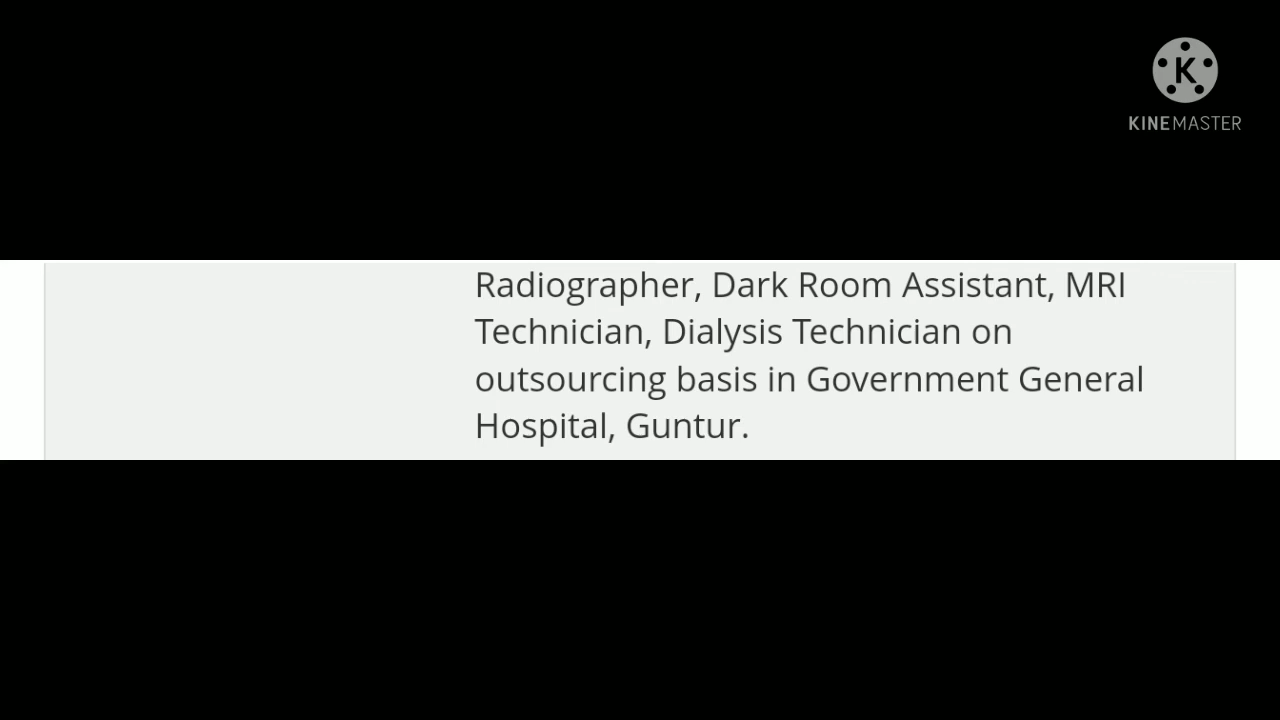 K
KINEMASTER
Radiographer, Dark Room Assistant, MRI
Technician, Dialysis Technician on
outsourcing basis in Government General
Hospital, Guntur.